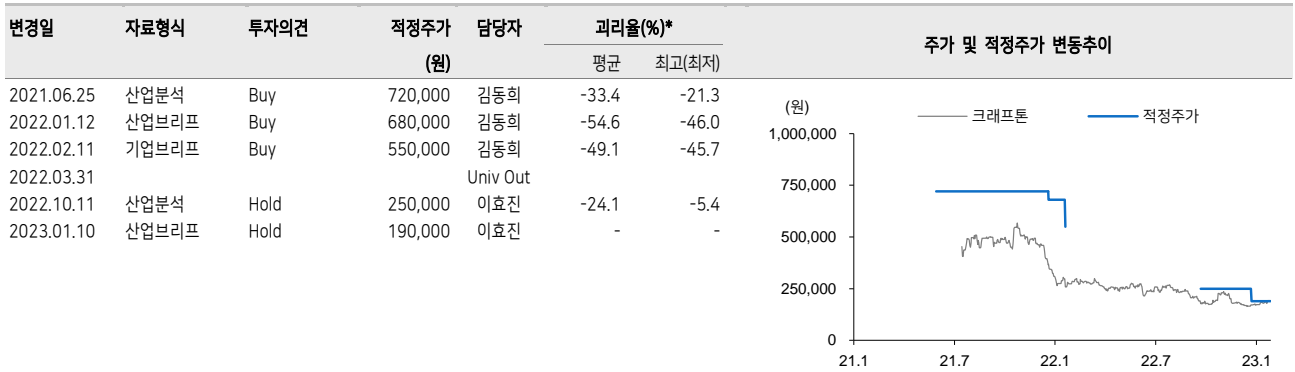 변경일 자료형식 투자의견 적정주가 담당자 괴리율(%)* 주가 및 적정주가 변동추이
(원) 평균 최고(최저)
2021.06.25 산업분석 Buy 720,000 김동희 -33.4 -21.3
2022.01.12 산업브리프 Buy 680,000 김동희 -54.6 -46.0
2022.02.11 기업브리프 Buy 550,000 김동희 -49.1 -45.7
2022.03.31 Univ Out
2022.10.11 산업분석 Hold 250,000 이효진 -24.1 -5.4
2023.01.10 산업브리프 Hold 190,000 이효진 - -
(원) 크래프톤 적정주가
1,000,000
750,000
500,000
250,000
0
21.1 21.7 22.1 22.7 23.1